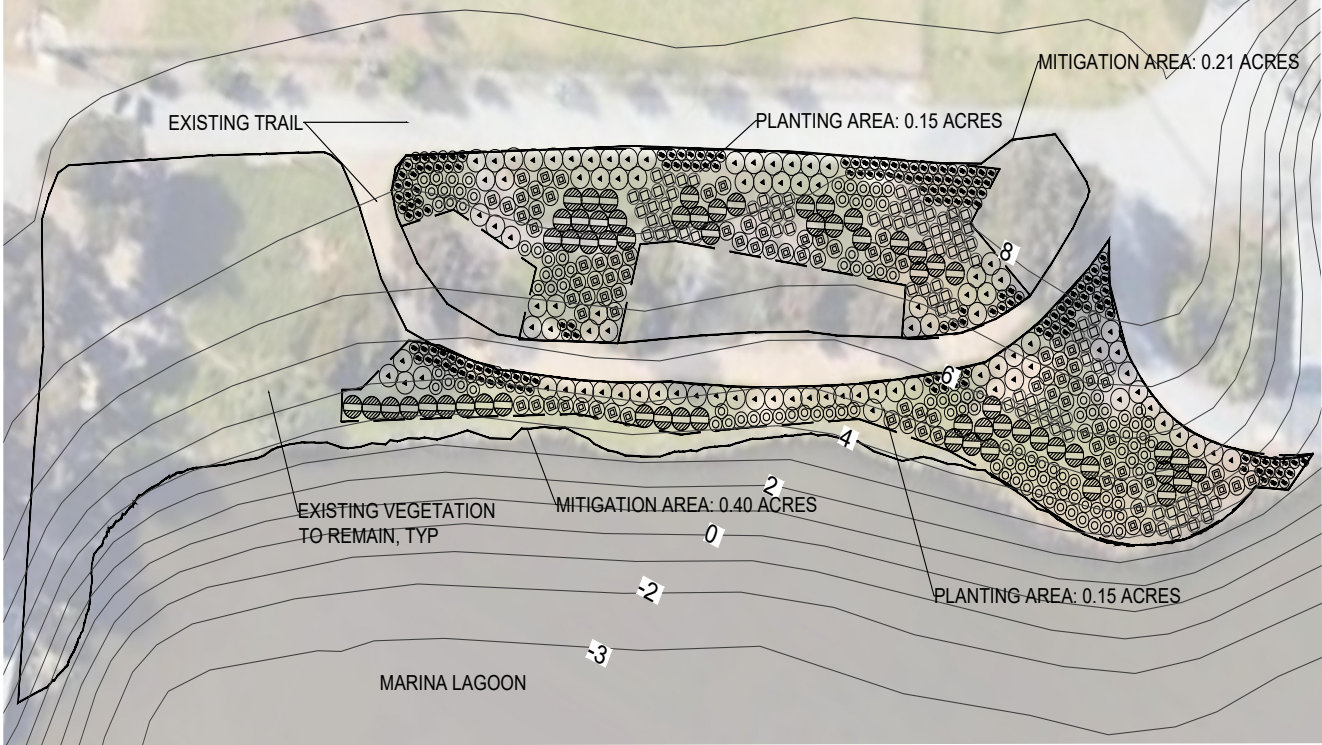 MITIGATION AREA: 0.21 ACRES
EXISTING TRAIL
PLANTING AREA: 0.15 ACRES
8
6
4
2
EXISTING VEGETATION
TO REMAIN, TYP
MITIGATION AREA: 0.40 ACRES
0
-2
PLANTING AREA: 0.15 ACRES
-3
MARINA LAGOON